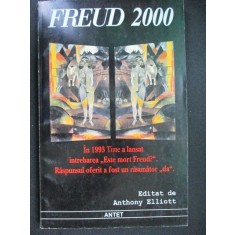 FREUD 2000
În 1993 Time a lansat
întrebarea „Este mort Freud?".
Răspunsul oferit a fost un răsunător „da".
Editat de
Anthony Elliott
ANTET